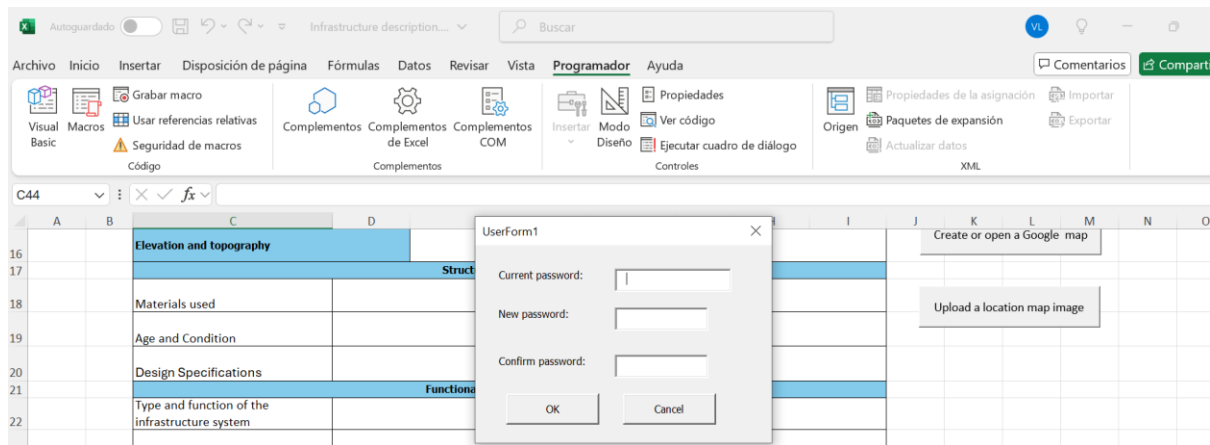 Autoguardado Infrastructure description.... Buscar VL
Archivo Inicio Insertar Disposición de página Fórmulas Datos Revisar Vista Programador Ayuda Comentarios Comparti
Visual Basic
Macros
Grabar macro
Usar referencias relativas
Seguridad de macros
Código
Complementos
Complementos de Excel
Complementos COM
Complementos
Insertar
Modo Diseño
Propiedades
Ver código
Ejecutar cuadro de diálogo
Controles
Origen
Propiedades de la asignación
Paquetes de expansión
Actualizar datos
Importar
Exportar
XML
C44 fx
A B C D H I J K L M N O
16 Elevation and topography
Create or open a Google map
17 Struct
18 Materials used
Upload a location map image
19 Age and Condition
20 Design Specifications
21 Functiona
22 Type and function of the
infrastructure system
UserForm1
Current password:
New password:
Confirm password:
OK Cancel